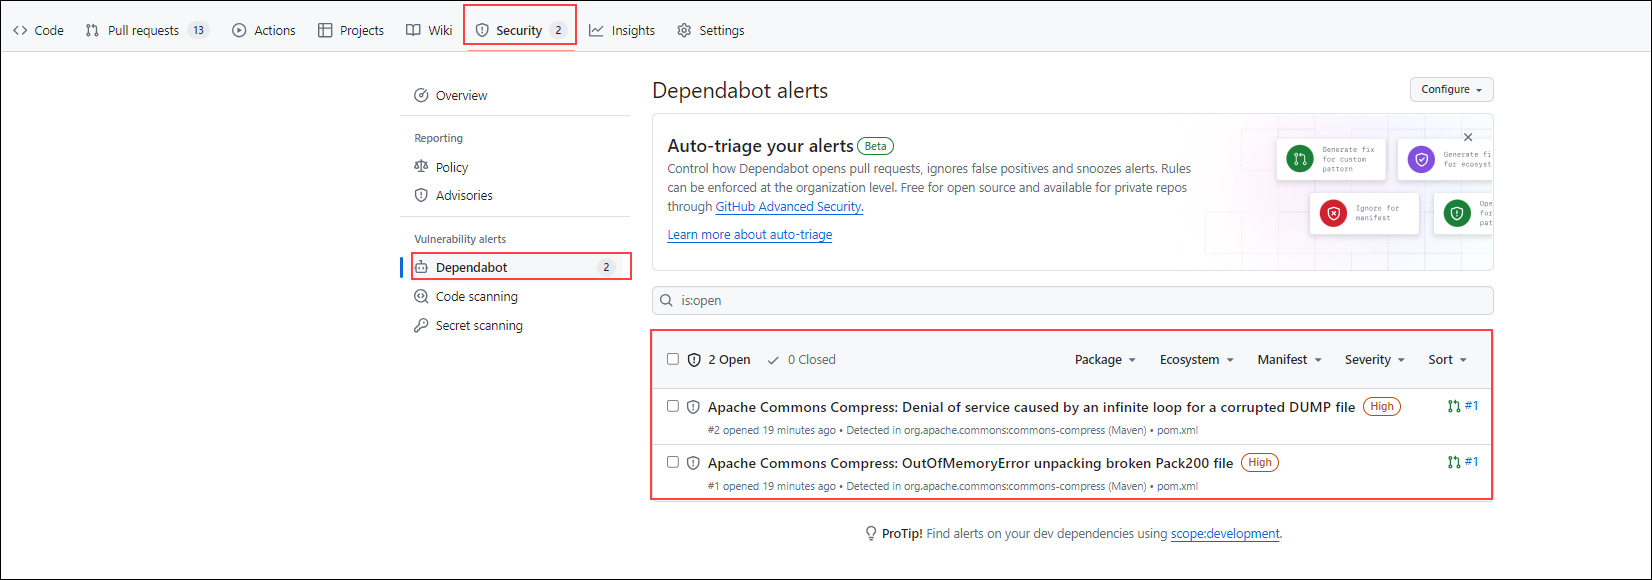 Code Pull requests 13 Actions Projects Wiki Security 2 Insights Settings
Overview
Reporting
Policy
Advisories
Vulnerability alerts
Dependabot 2
Code scanning
Secret scanning
Dependabot alerts
Configure
Auto-triage your alerts Beta
Control how Dependabot opens pull requests, ignores false positives and snoozes alerts. Rules
can be enforced at the organization level. Free for open source and available for private repos
through GitHub Advanced Security.
Learn more about auto-triage
Generate fix
for custom
pattern
Generate fi
for ecosyst
Ignore for
manifest
Ope
for
pat
is:open
2 Open 0 Closed Package Ecosystem Manifest Severity Sort
Apache Commons Compress: Denial of service caused by an infinite loop for a corrupted DUMP file High #1
#2 opened 19 minutes ago • Detected in org.apache.commons:commons-compress (Maven) • pom.xml
Apache Commons Compress: OutOfMemoryError unpacking broken Pack200 file High #1
#1 opened 19 minutes ago • Detected in org.apache.commons:commons-compress (Maven) • pom.xml
ProTip! Find alerts on your dev dependencies using scope:development.